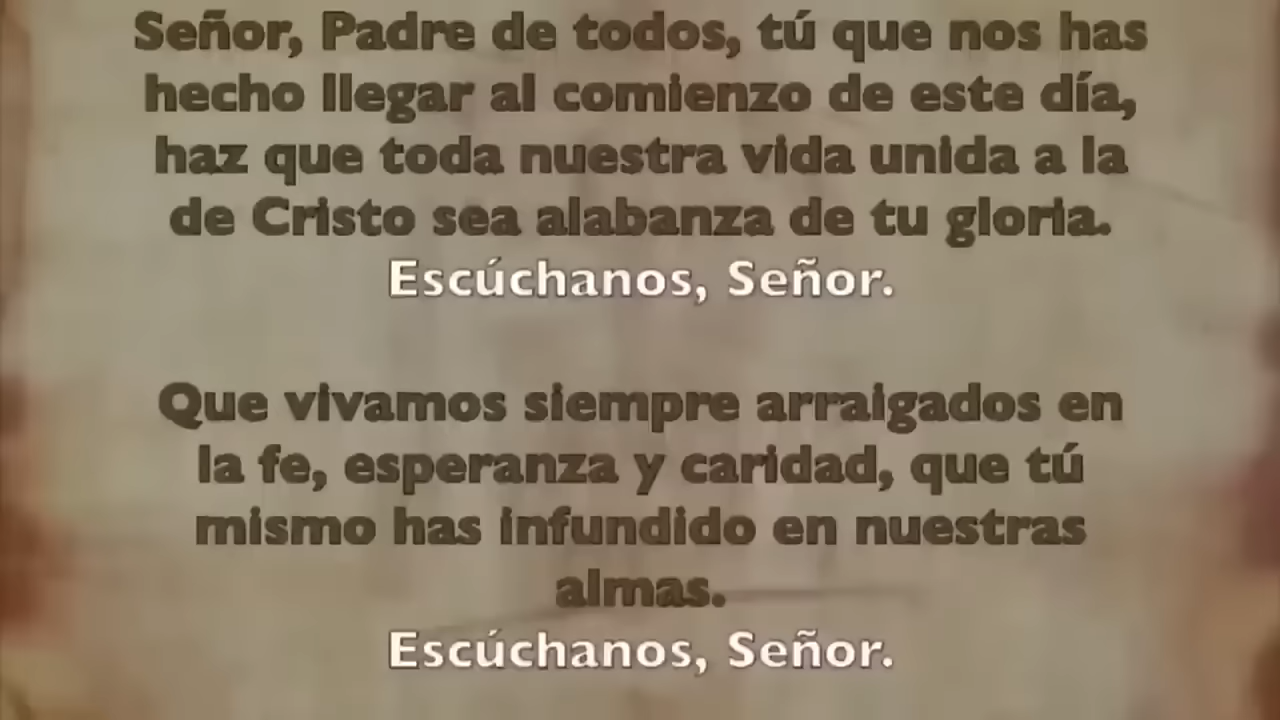 Señor, Padre de todos, tú que nos has
hecho llegar al comienzo de este día,
haz que toda nuestra vida unida a la
de Cristo sea alabanza de tu gloria.
Escúchanos, Señor.
Que vivamos siempre arraigados en
la fe, esperanza y caridad, que tú
mismo has infundido en nuestras
almas.
Escúchanos, Señor.